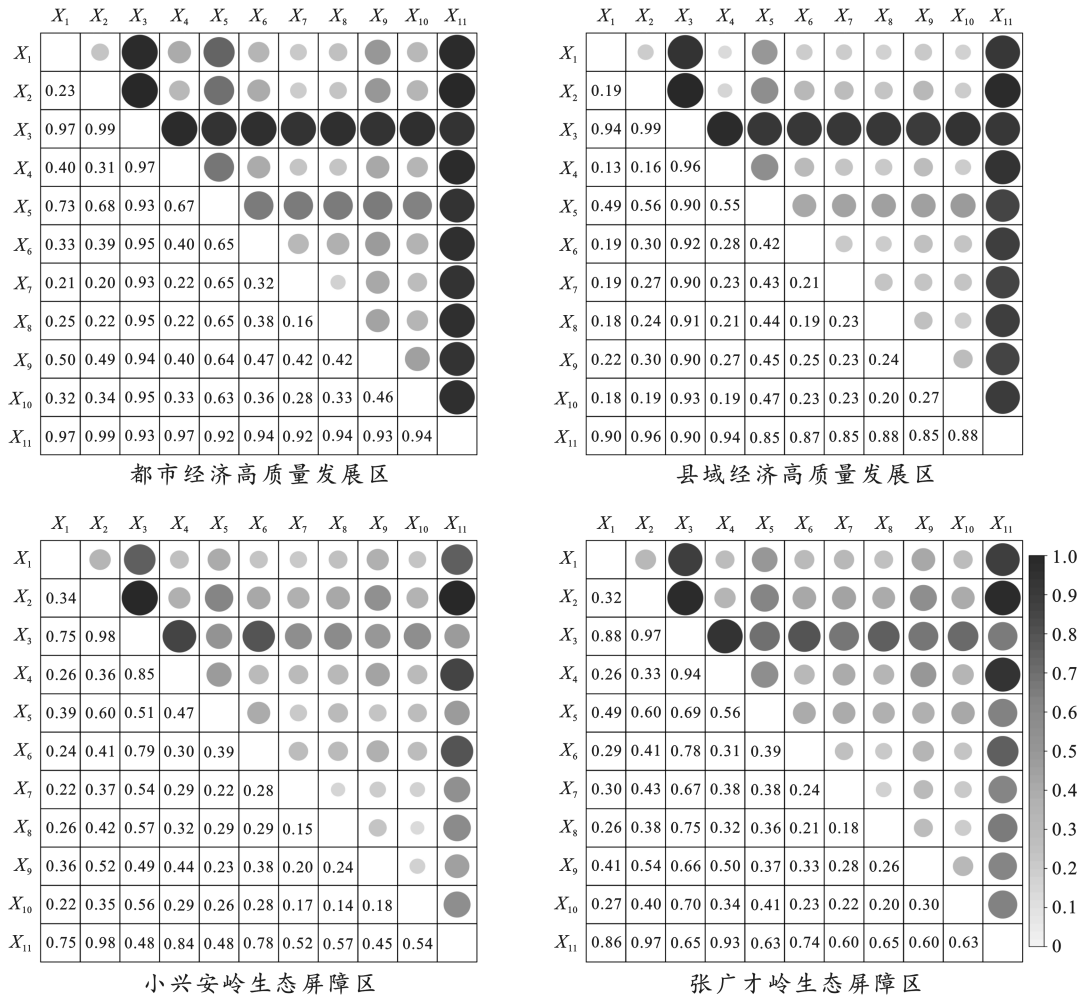 X1 X2 X3 X4 X5 X6 X7 X8 X9 X10 X11
X1
X2 0.23
X3 0.97 0.99
X4 0.40 0.31 0.97
X5 0.73 0.68 0.93 0.67
X6 0.33 0.39 0.95 0.40 0.65
X7 0.21 0.20 0.93 0.22 0.65 0.32
X8 0.25 0.22 0.95 0.22 0.65 0.38 0.16
X9 0.50 0.49 0.94 0.40 0.64 0.47 0.42 0.42
X10 0.32 0.34 0.95 0.33 0.63 0.36 0.28 0.33 0.46
X11 0.97 0.99 0.93 0.97 0.92 0.94 0.92 0.94 0.93 0.94
都市经济高质量发展区
X1 X2 X3 X4 X5 X6 X7 X8 X9 X10 X11
X1
X2 0.19
X3 0.94 0.99
X4 0.13 0.16 0.96
X5 0.49 0.56 0.90 0.55
X6 0.19 0.30 0.92 0.28 0.42
X7 0.19 0.27 0.90 0.23 0.43 0.21
X8 0.18 0.24 0.91 0.21 0.44 0.19 0.23
X9 0.22 0.30 0.90 0.27 0.45 0.25 0.23 0.24
X10 0.18 0.19 0.93 0.19 0.47 0.23 0.23 0.20 0.27
X11 0.90 0.96 0.90 0.94 0.85 0.87 0.85 0.88 0.85 0.88
县域经济高质量发展区
X1 X2 X3 X4 X5 X6 X7 X8 X9 X10 X11
X1
X2 0.34
X3 0.75 0.98
X4 0.26 0.36 0.85
X5 0.39 0.60 0.51 0.47
X6 0.24 0.41 0.79 0.30 0.39
X7 0.22 0.37 0.54 0.29 0.22 0.28
X8 0.26 0.42 0.57 0.32 0.29 0.29 0.15
X9 0.36 0.52 0.49 0.44 0.23 0.38 0.20 0.24
X10 0.22 0.35 0.56 0.29 0.26 0.28 0.17 0.14 0.18
X11 0.75 0.98 0.48 0.84 0.48 0.78 0.52 0.57 0.45 0.54
小兴安岭生态屏障区
X1 X2 X3 X4 X5 X6 X7 X8 X9 X10 X11
X1
X2 0.32
X3 0.88 0.97
X4 0.26 0.33 0.94
X5 0.49 0.60 0.69 0.56
X6 0.29 0.41 0.78 0.31 0.39
X7 0.30 0.43 0.67 0.38 0.38 0.24
X8 0.26 0.38 0.75 0.32 0.36 0.21 0.18
X9 0.41 0.54 0.66 0.50 0.37 0.33 0.28 0.26
X10 0.27 0.40 0.70 0.34 0.41 0.23 0.22 0.20 0.30
X11 0.86 0.97 0.65 0.93 0.63 0.74 0.60 0.65 0.60 0.63
张广才岭生态屏障区
1.0
0.9
0.8
0.7
0.6
0.5
0.4
0.3
0.2
0.1
0